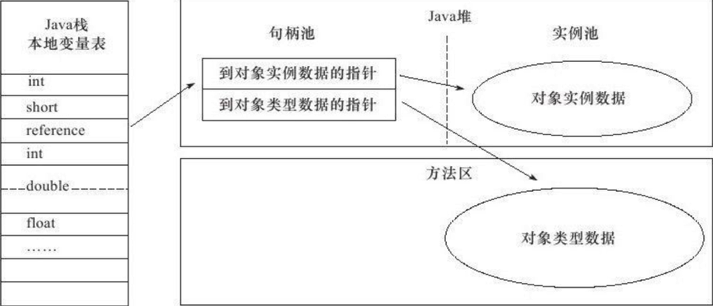 Java栈
本地变量表
int
short
reference
int
double
float
……
Java堆
句柄池
实例池
到对象实例数据的指针
到对象类型数据的指针
对象实例数据
方法区
对象类型数据